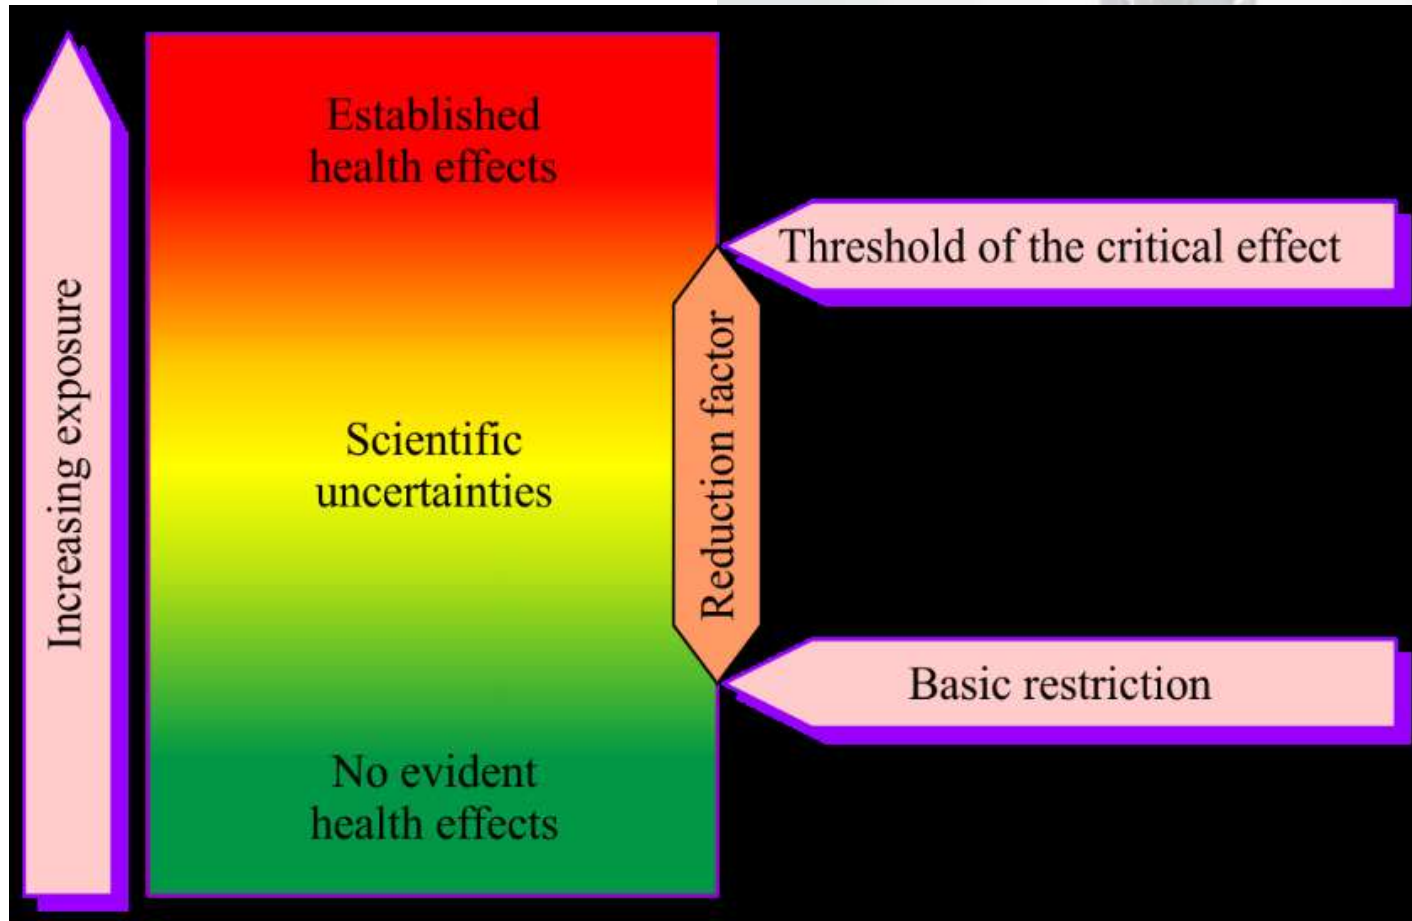 Increasing exposure
Established
health effects
Scientific
uncertainties
No evident
health effects
Reduction factor
Threshold of the critical effect
Basic restriction